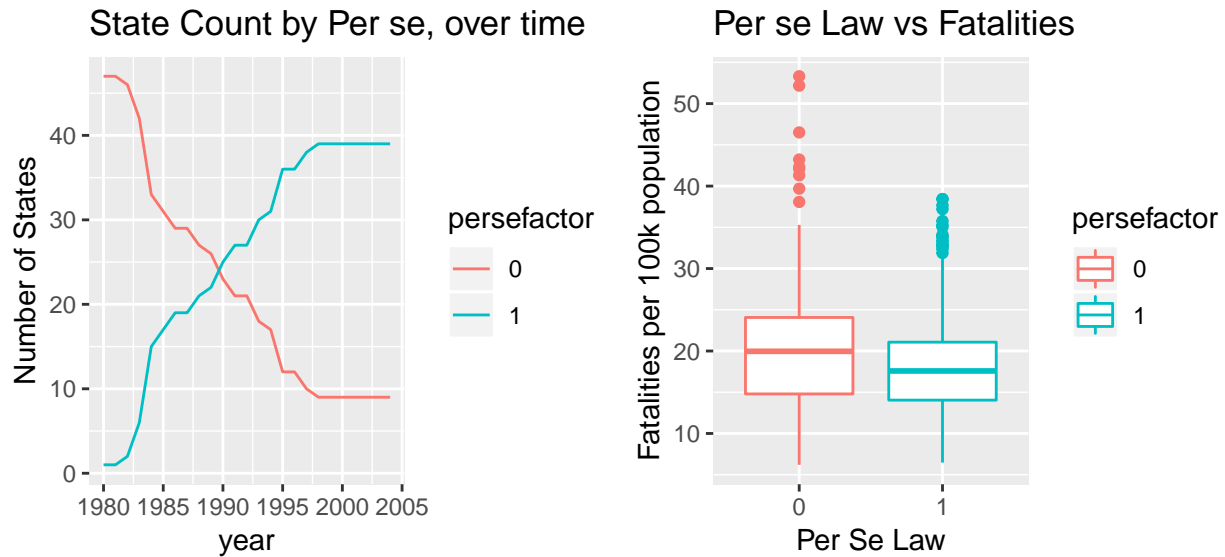 State Count by Per se, over time
Number of States
40
30
20
10
0
1980 1985 1990 1995 2000 2005
year
persefactor
0
1
Per se Law vs Fatalities
Fatalities per 100k population
50
40
30
20
10
0 1
Per Se Law
persefactor
0
1